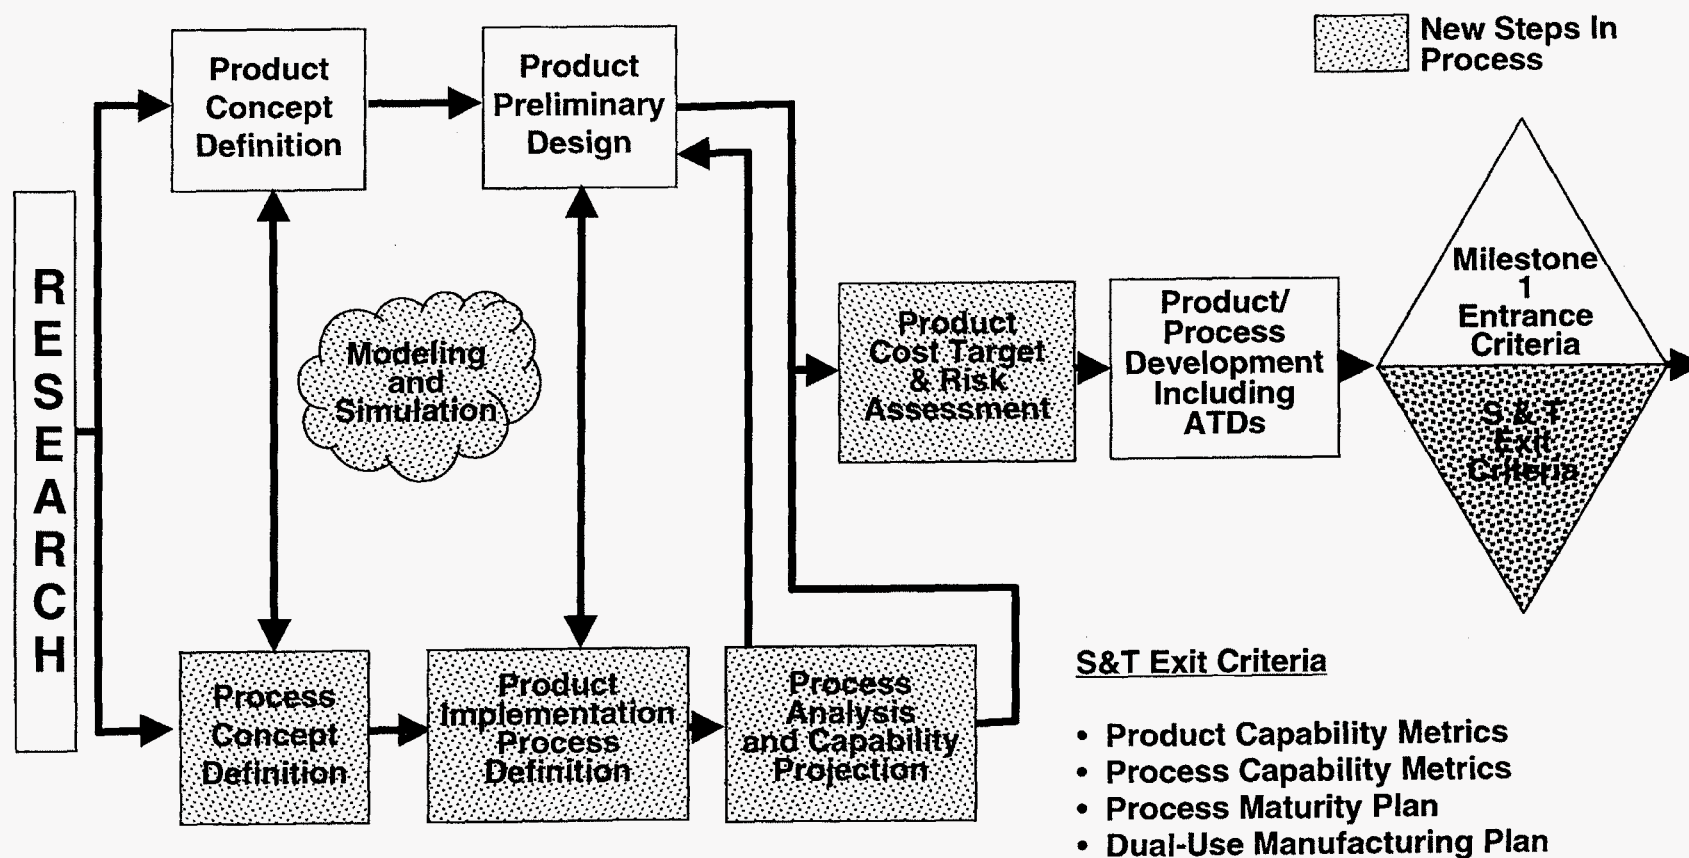 New Steps In
Process
Product
Concept
Definition
Product
Preliminary
Design
RESEARCH
Modeling
and
Simulation
Product
Cost Target
& Risk
Assessment
Product/
Process
Development
Including
ATDs
Milestone
1
Entrance
Criteria
S & T
Exit
Criteria
Process
Concept
Definition
Product
Implementation
Process
Definition
Process
Analysis
and Capability
Projection
S&T Exit Criteria
• Product Capability Metrics
• Process Capability Metrics
• Process Maturity Plan
• Dual-Use Manufacturing Plan